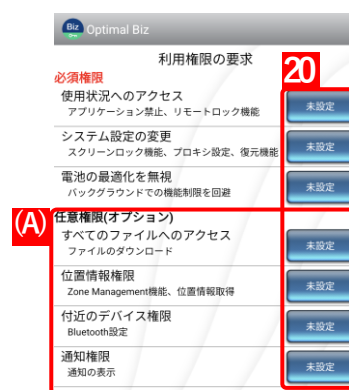 Biz
Optimal Biz
利用権限の要求
20
必須権限
使用状況へのアクセス
アプリケーション禁止、リモートロック機能
未設定
システム設定の変更
スクリーンロック機能、プロキシ設定、復元機能
未設定
電池の最適化を無視
バックグラウンドでの機能制限を回避
未設定
(A)
任意権限(オプション)
すべてのファイルへのアクセス
ファイルのダウンロード
未設定
位置情報権限
Zone Management機能、位置情報取得
未設定
付近のデバイス権限
Bluetooth設定
未設定
通知権限
通知の表示
未設定